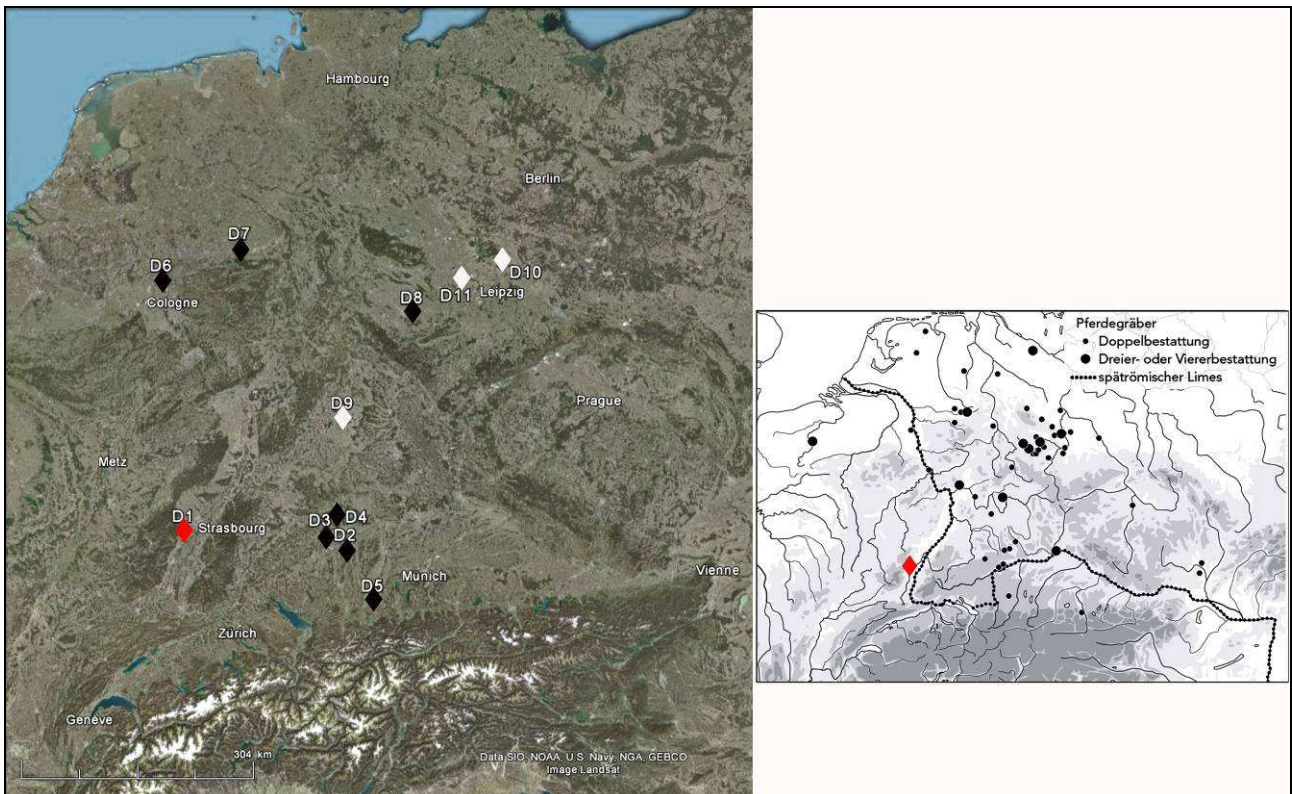 Hambourg
Berlin
D7
D6
Cologne
D10
D11
Leipzig
D8
D9
Prague
Metz
D1
Strasbourg
D4
D3
D2
Münich
D5
Vienne
Zürich
Genève
304 km
Data SIO, NOAA, U.S. Navy, NGA, GEBCO
Image Landsat
Pferdegräber
Doppelbestattung
Dreier- oder Viererbestattung
spätrömischer Limes